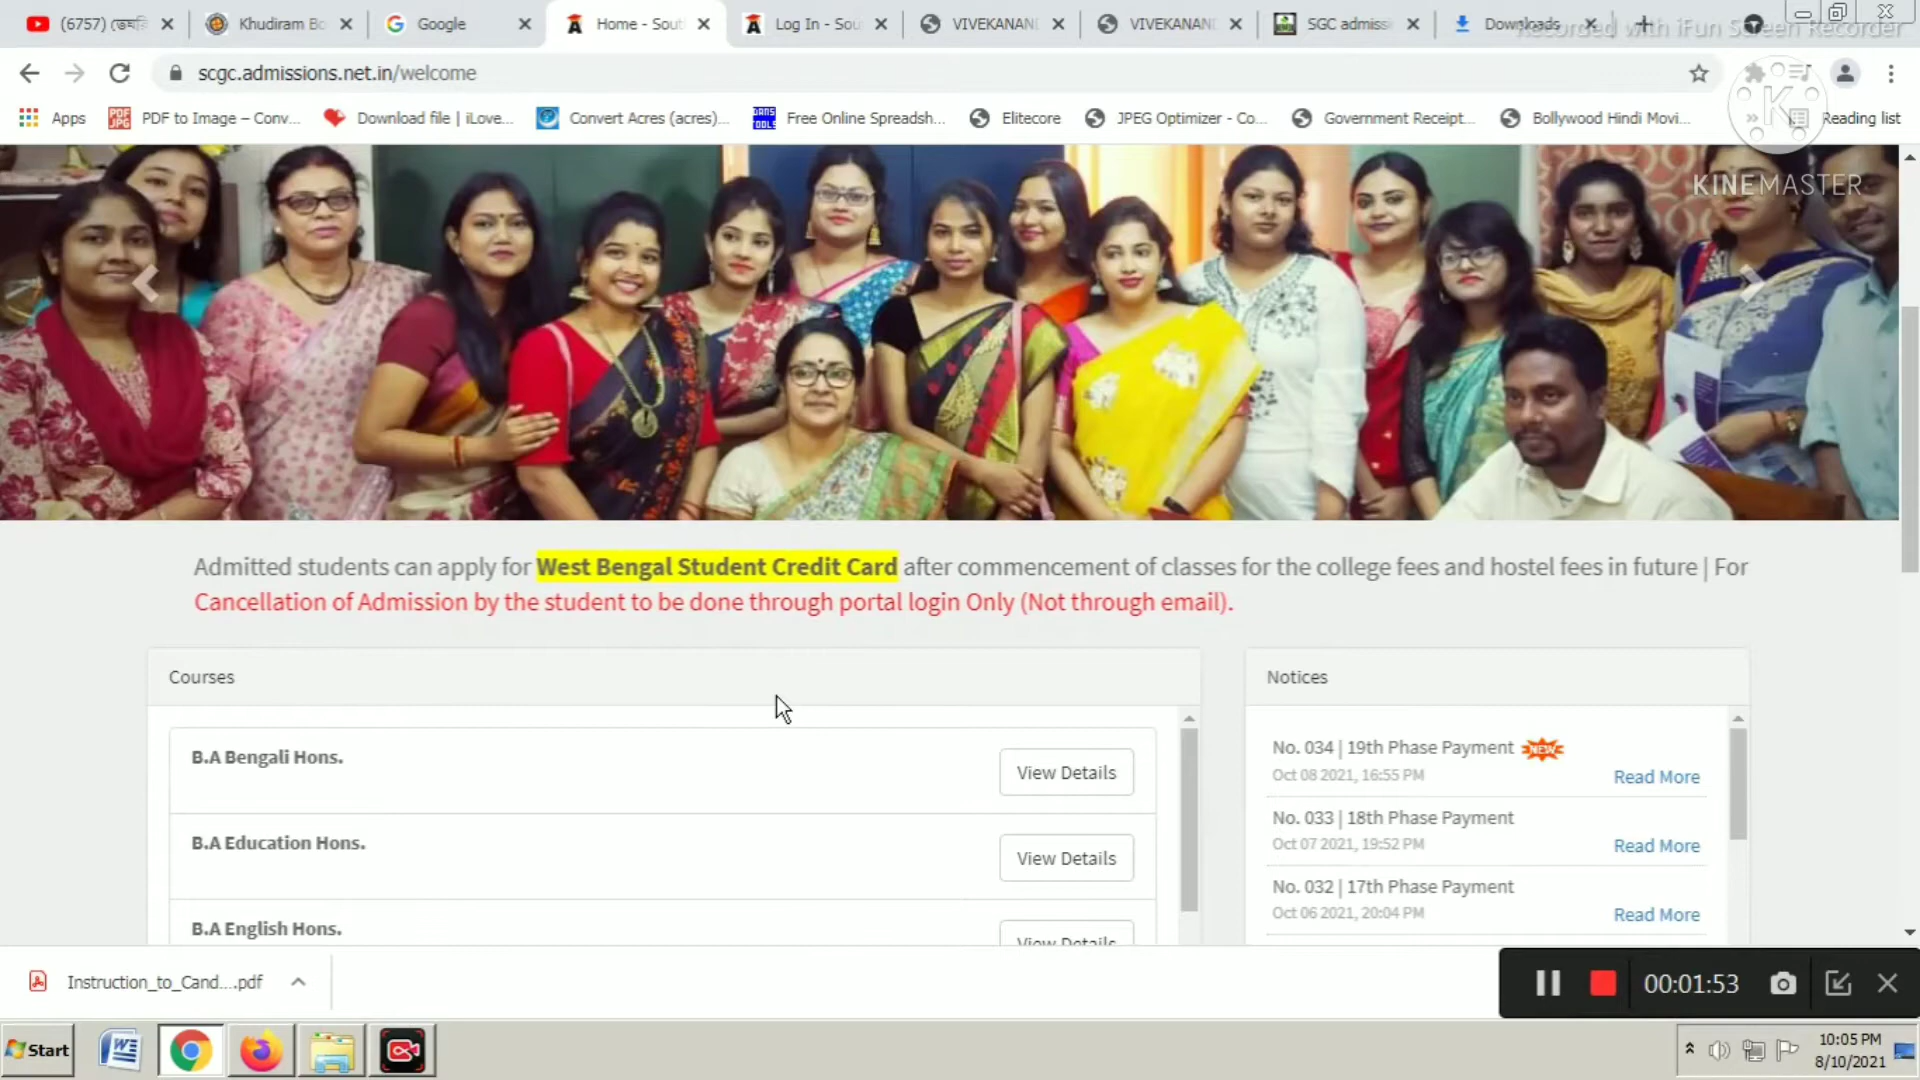 (6757) (
Khudiram Bo
Google
Home - Sout
Log In - Sou
VIVEKANAN
VIVEKANAN
SGC admiss
Downloads
Recorded with iFun Screen Recorder
scgc.admissions.net.in/welcome
Apps
PDF to Image – Conv...
Download file | iLove...
Convert Acres (acres)...
Free Online Spreadsh...
Elitecore
JPEG Optimizer - Co...
Government Receipt...
Bollywood Hindi Movi...
»
Reading list
K
KINEMASTER
Admitted students can apply for West Bengal Student Credit Card after commencement of classes for the college fees and hostel fees in future | For
Cancellation of Admission by the student to be done through portal login Only (Not through email).
Courses
B.A Bengali Hons.
View Details
B.A Education Hons.
View Details
B.A English Hons.
View Details
Notices
No. 034 | 19th Phase Payment NEW
Oct 08 2021, 16:55 PM
Read More
No. 033 | 18th Phase Payment
Oct 07 2021, 19:52 PM
Read More
No. 032 | 17th Phase Payment
Oct 06 2021, 20:04 PM
Read More
Instruction_to_Cand....pdf
00:01:53
Start
10:05 PM
8/10/2021